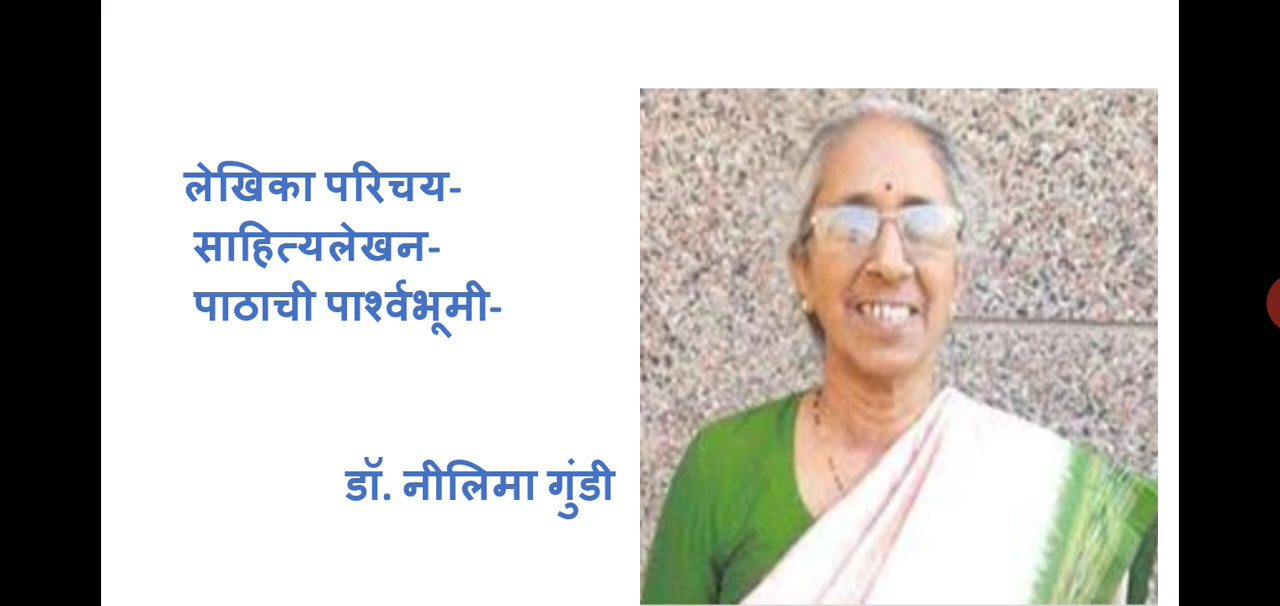 लेखिका परिचय-
साहित्यलेखन-
पाठाची पार्श्वभूमी-
डॉ. नीलिमा गुंडी